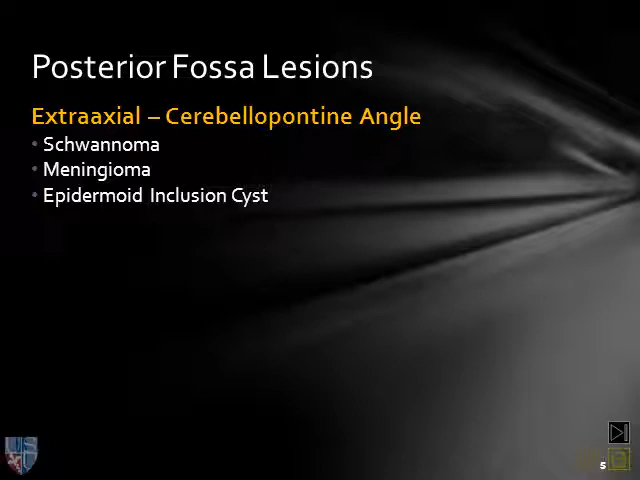 Posterior Fossa Lesions
Extraaxial – Cerebellopontine Angle
• Schwannoma
• Meningioma
• Epidermoid Inclusion Cyst
5